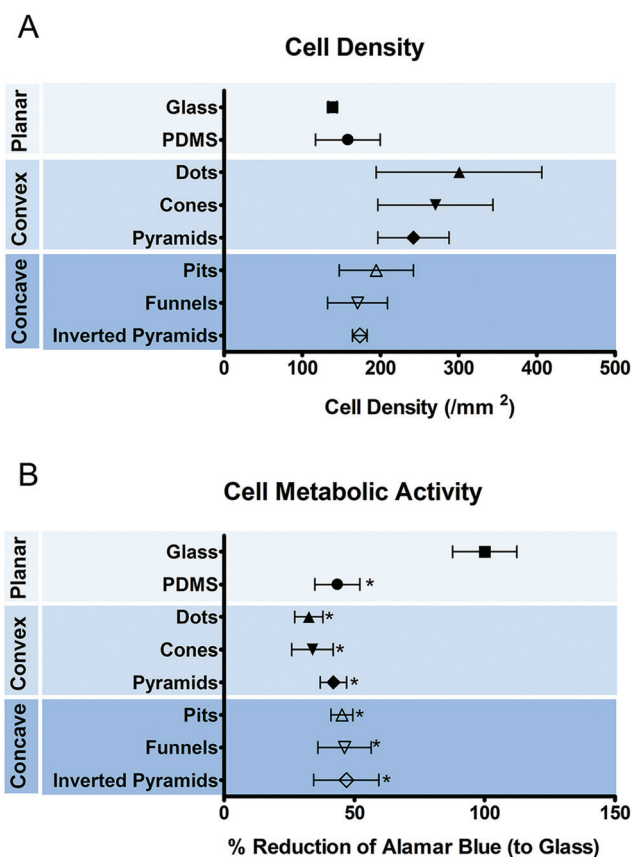 A
Cell Density
Planar
Glass
PDMS
Convex
Dots
Cones
Pyramids
Concave
Pits
Funnels
Inverted Pyramids
0 100 200 300 400 500
Cell Density (/mm 2)
B
Cell Metabolic Activity
Planar
Glass
PDMS *
Convex
Dots *
Cones *
Pyramids *
Concave
Pits *
Funnels *
Inverted Pyramids *
0 50 100 150
% Reduction of Alamar Blue (to Glass)